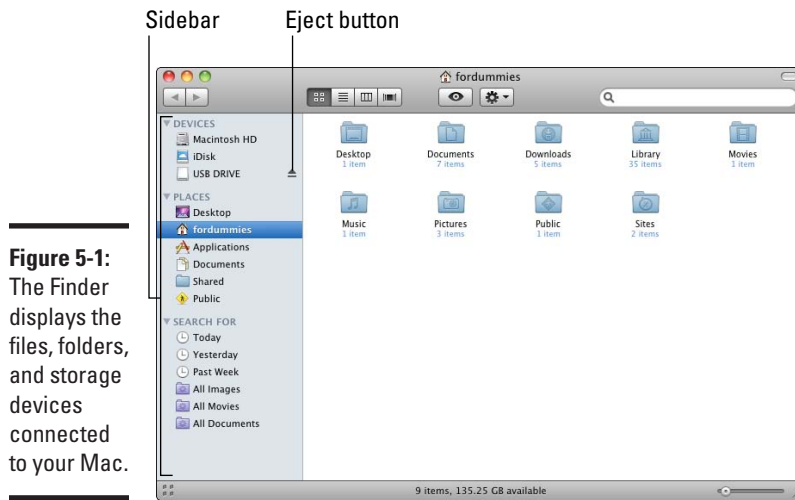 Sidebar Eject button
fordummies
DEVICES
Macintosh HD
iDisk
USB DRIVE
PLACES
Desktop
fordummies
Applications
Documents
Shared
Public
SEARCH FOR
Today
Yesterday
Past Week
All Images
All Movies
All Documents
Desktop Documents Downloads Library Movies
1 item 7 items 5 items 35 items 1 item
Music Pictures Public Sites
1 item 3 items 1 item 2 items
9 items, 135.25 GB available
Figure 5-1:
The Finder
displays the
files, folders,
and storage
devices
connected
to your Mac.